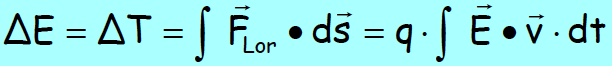 ΔE = ΔT = ∫ F⃗_Lor • ds⃗ = q · ∫ E⃗ • v⃗ · dt